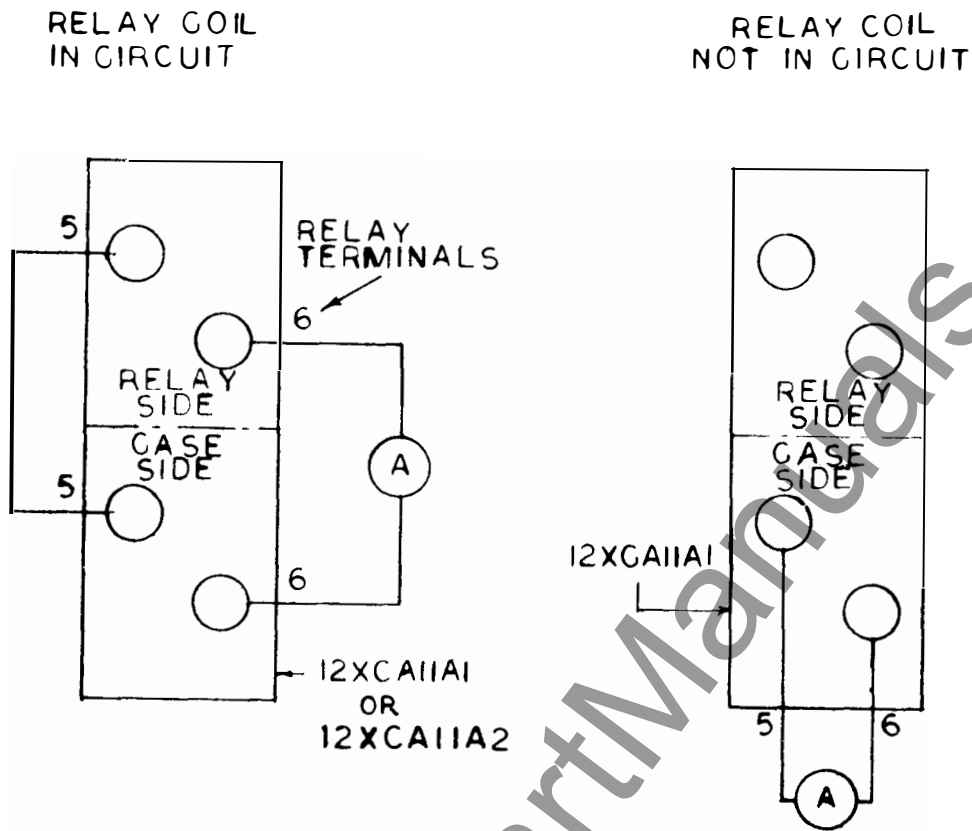 RELAY COIL
IN CIRCUIT
RELAY COIL
NOT IN CIRCUIT
5
RELAY
TERMINALS
6
RELAY
SIDE
CASE
SIDE
5
A
6
12XCA11A1
OR
12XCA11A2
RELAY
SIDE
CASE
SIDE
12XCA11A1
5
6
A
rtManuals